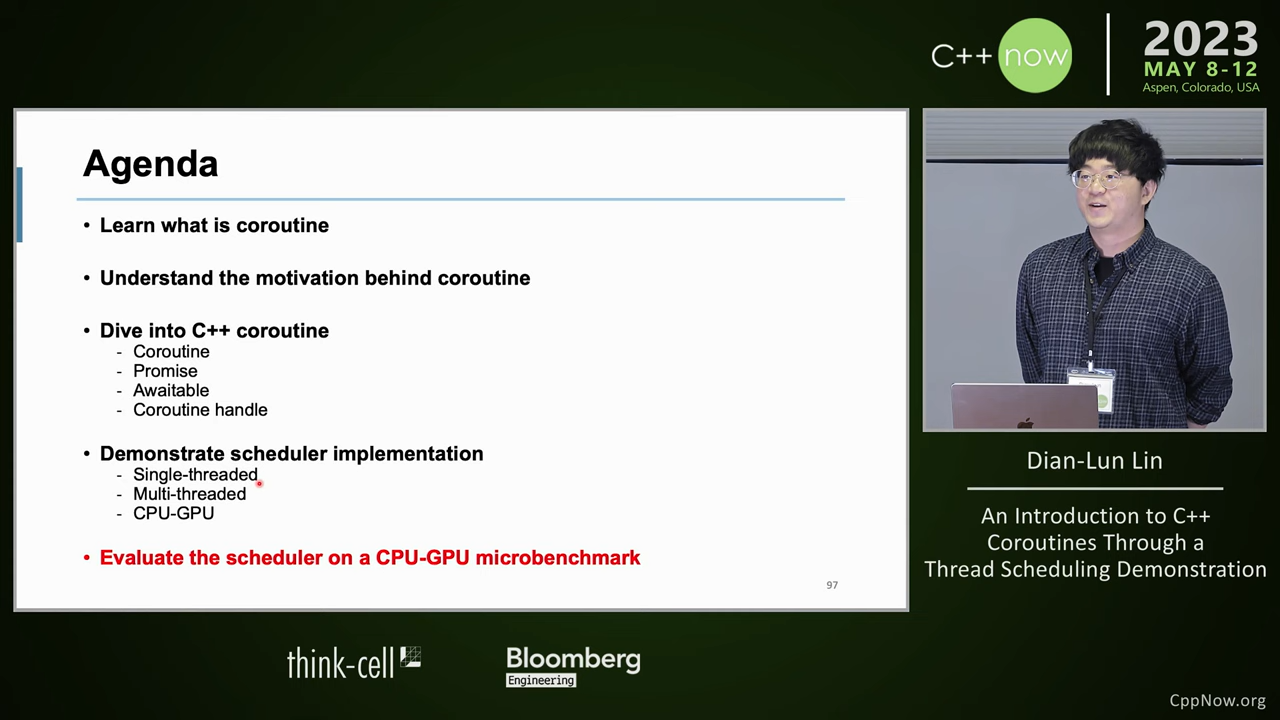 C++ now
2023
MAY 8-12
Aspen, Colorado, USA
Agenda
• Learn what is coroutine
• Understand the motivation behind coroutine
• Dive into C++ coroutine
- Coroutine
- Promise
- Awaitable
- Coroutine handle
• Demonstrate scheduler implementation
- Single-threaded
- Multi-threaded
- CPU-GPU
• Evaluate the scheduler on a CPU-GPU microbenchmark
97
Dian-Lun Lin
An Introduction to C++
Coroutines Through a
Thread Scheduling Demonstration
think-cell
Bloomberg
Engineering
CppNow.org